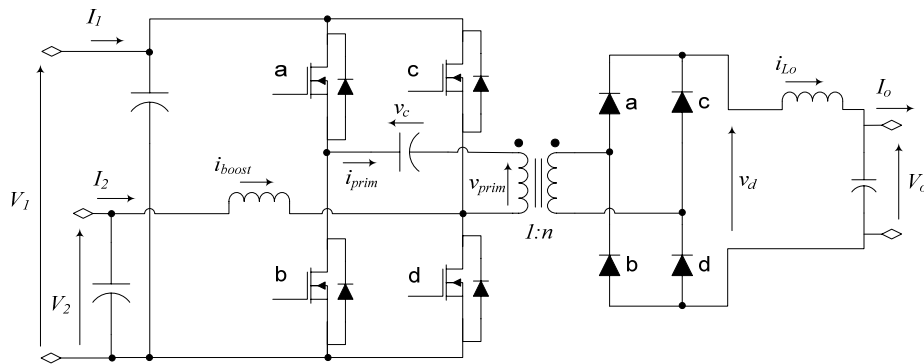 I₁
a
c
a
c
i_Lo
I_o
v_c
i_boost
i_prim
V₁
I₂
v_prim
v_d
V_o
1:n
V₂
b
d
b
d